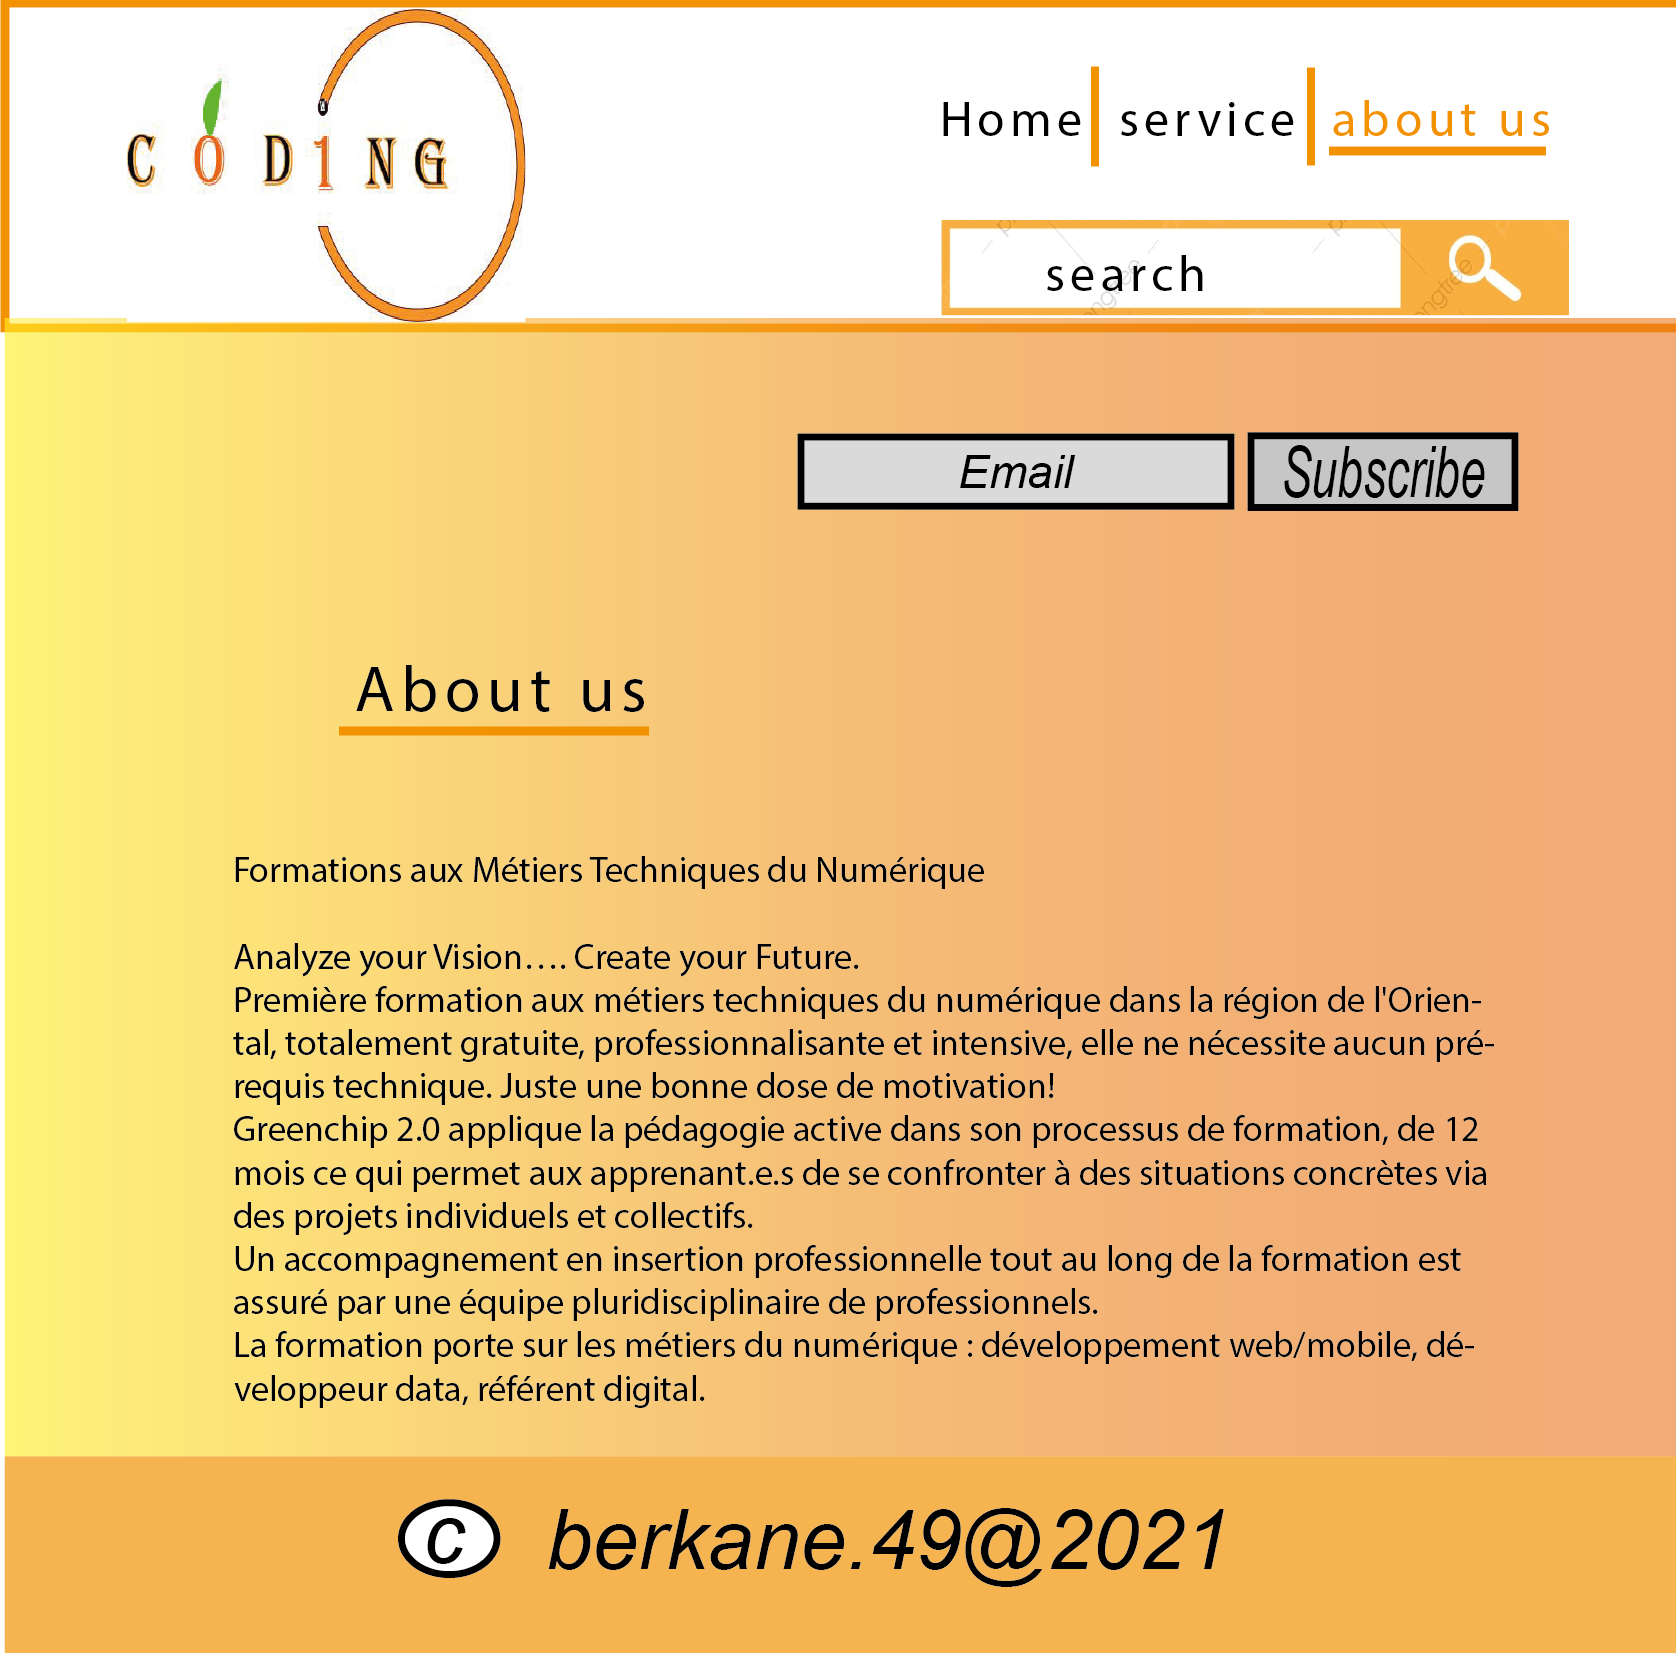 CODING
Home service about us
search
Email Subscribe
About us
Formations aux Métiers Techniques du Numérique
Analyze your Vision…. Create your Future.
Première formation aux métiers techniques du numérique dans la région de l'Orien-
tal, totalement gratuite, professionnalisante et intensive, elle ne nécessite aucun pré-
requis technique. Juste une bonne dose de motivation!
Greenchip 2.0 applique la pédagogie active dans son processus de formation, de 12
mois ce qui permet aux apprenant.e.s de se confronter à des situations concrètes via
des projets individuels et collectifs.
Un accompagnement en insertion professionnelle tout au long de la formation est
assuré par une équipe pluridisciplinaire de professionnels.
La formation porte sur les métiers du numérique : développement web/mobile, dé-
veloppeur data, référent digital.
© berkane.49@2021